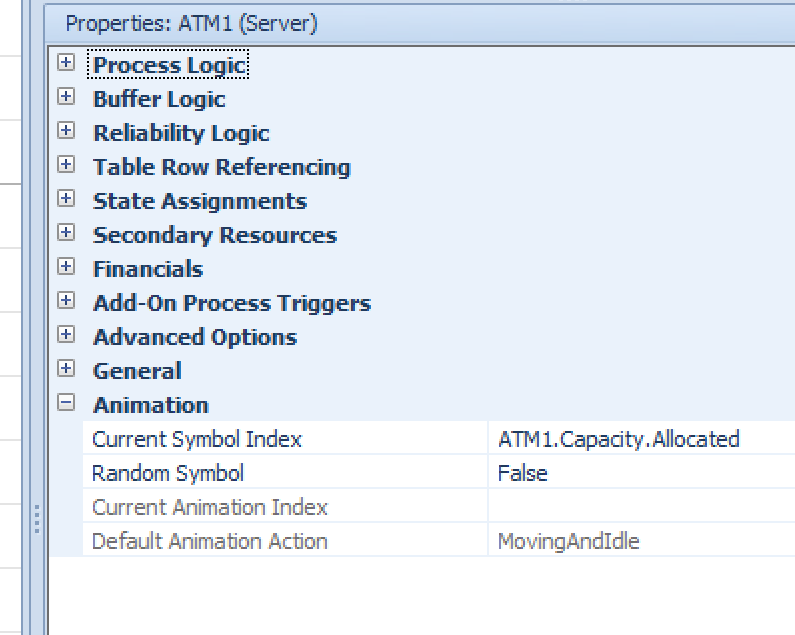 Properties: ATM1 (Server)
Process Logic
Buffer Logic
Reliability Logic
Table Row Referencing
State Assignments
Secondary Resources
Financials
Add-On Process Triggers
Advanced Options
General
Animation
Current Symbol Index ATM1.Capacity.Allocated
Random Symbol False
Current Animation Index
Default Animation Action MovingAndIdle